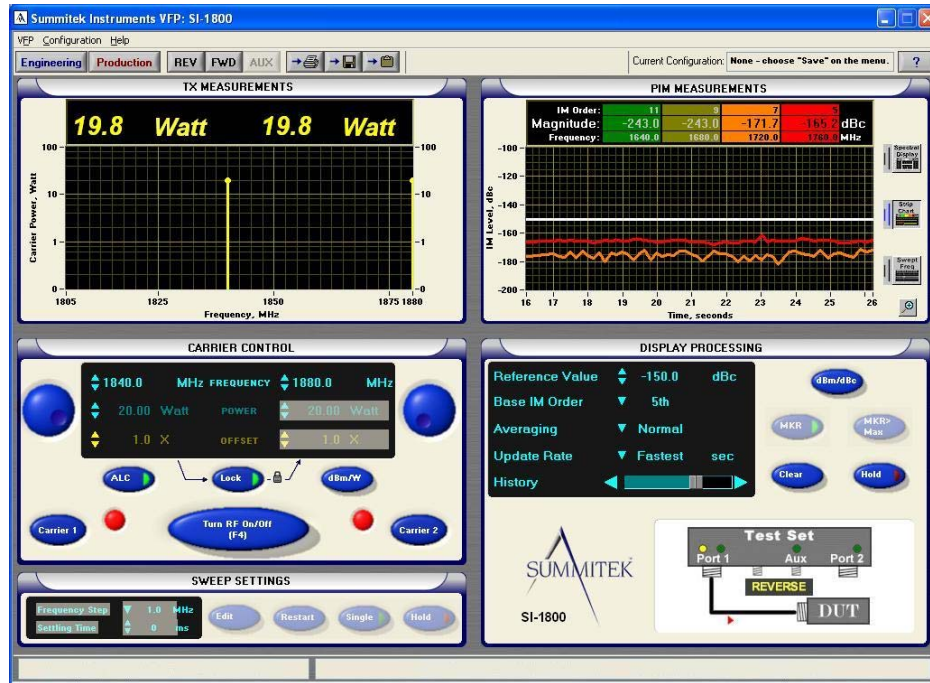 Summitek Instruments VFP: SI-1800
VFP Configuration Help
Engineering Production REV FWD AUX Current Configuration: None - choose "Save" on the menu. ?
TX MEASUREMENTS
19.8 Watt 19.8 Watt
Carrier Power, Watt
100 100
10 10
1 1
0 0
1805 1825 1850 1875 1880
Frequency, MHz
PIM MEASUREMENTS
IM Order: 11 9 7 5
Magnitude: -243.0 -243.0 -171.7 -165.2 dBc
Frequency: 1640.0 1680.0 1720.0 1760.0 MHz
IM Level, dBc
-100
-120
-140
-160
-180
-200
16 17 18 19 20 21 22 23 24 25 26
Time, seconds
Spectral Display
Strip Chart
Swept Freq
CARRIER CONTROL
1840.0 MHz FREQUENCY 1880.0 MHz
20.00 Watt POWER 20.00 Watt
1.0 X OFFSET 1.0 X
ALC Lock dBm/W
Carrier 1 Turn RF On/Off (F4) Carrier 2
SWEEP SETTINGS
Frequency Step 1.0 MHz
Settling Time 0 ms
Edit Restart Single Hold
DISPLAY PROCESSING
Reference Value -150.0 dBc
Base IM Order 5th
Averaging Normal
Update Rate Fastest sec
History
dBm/dBc
MKR MKR> Max
Clear Hold
SUMMITEK
SI-1800
Test Set
Port 1 Aux Port 2
REVERSE
DUT